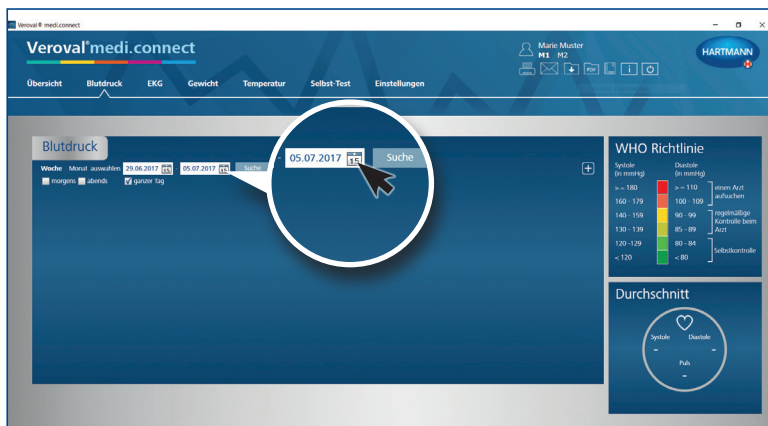 Veroval® medi.connect
Veroval®medi.connect
Marie Muster
M1 M2
PDF
i
HARTMANN
Übersicht Blutdruck EKG Gewicht Temperatur Selbst-Test Einstellungen
Blutdruck
Woche Monat auswählen 29.06.2017 15 - 05.07.2017 15 Suche
morgens abends ganzer Tag
05.07.2017 15 Suche
WHO Richtlinie
Systole (in mmHg) Diastole (in mmHg)
>= 180 >= 110 einen Arzt
160 - 179 100 - 109 aufsuchen
140 - 159 90 - 99 regelmäßige Kontrolle beim
130 - 139 85 - 89 Arzt
120 -129 80 - 84 Selbstkontrolle
< 120 < 80
Durchschnitt
Systole Diastole
- -
Puls
-